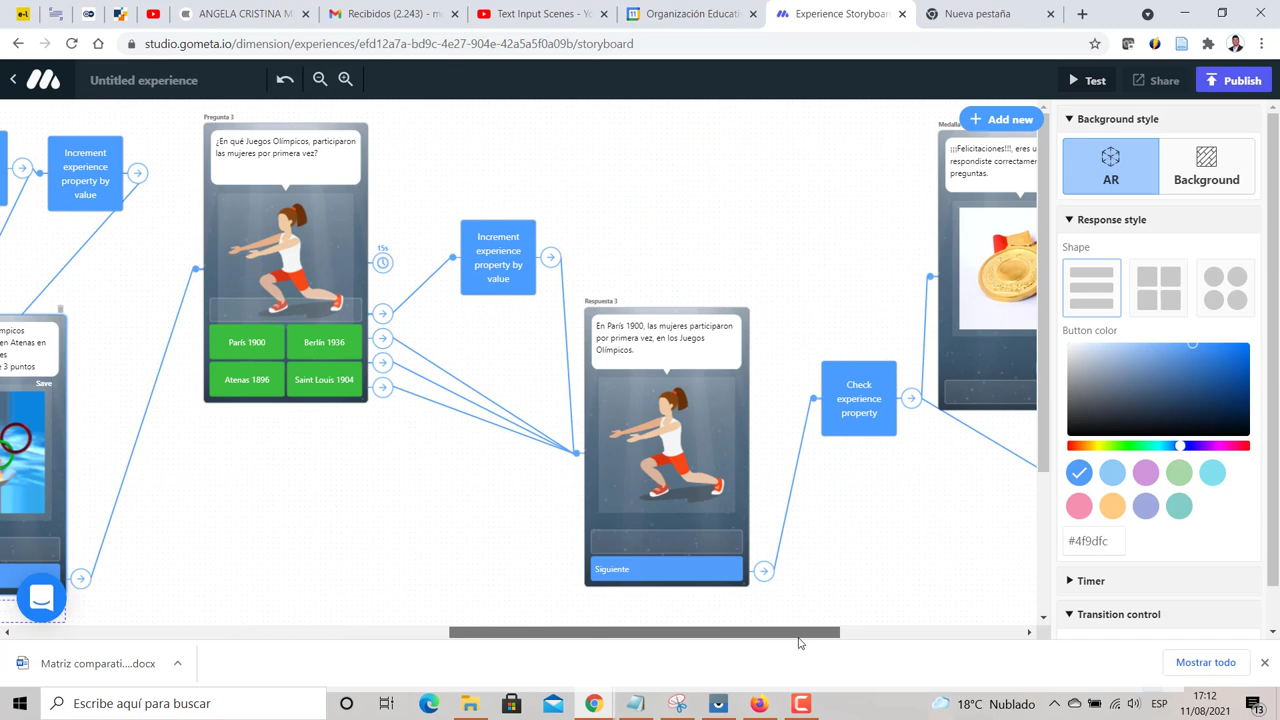 ANGELA CRISTINA M
Recibidos (2.243) - m
Text Input Scenes - Yo
Organización Educativ
Experience Storyboar
Nueva pestaña
studio.gometa.io/dimension/experiences/efd12a7a-bd9c-4e27-904e-42a5a5f0a09b/storyboard
Untitled experience
Test
Share
Publish
Add new
Increment
experience
property by
value
Pregunta 3
¿En qué Juegos Olímpicos, participaron
las mujeres por primera vez?
15s
París 1900
Berlín 1936
Atenas 1896
Saint Louis 1904
Increment
experience
property by
value
Respuesta 3
En París 1900, las mujeres participaron
por primera vez, en los Juegos
Olímpicos.
Siguiente
Check
experience
property
Medalla
¡¡¡Felicitaciones!!!, eres u
respondiste correctamen
preguntas.
mpicos
en Atenas en
es
e 3 puntos
Save
Background style
AR
Background
Response style
Shape
Button color
#4f9dfc
Timer
Transition control
Matriz comparati....docx
Mostrar todo
Escribe aquí para buscar
18°C Nublado
ESP
17:12
11/08/2021
13